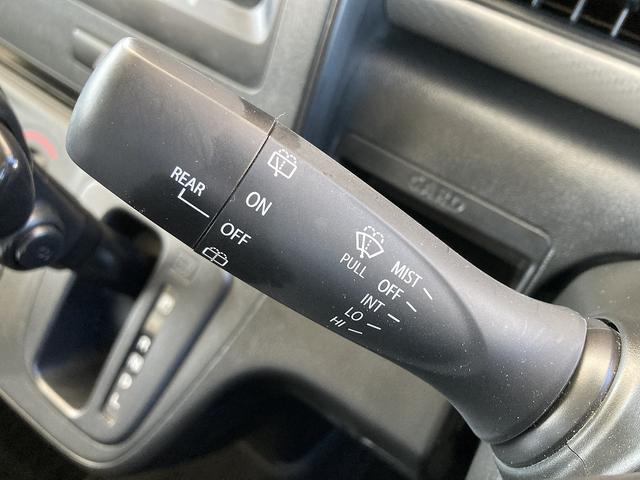 CARD
REAR
ON
OFF
PULL
MIST
OFF
INT
LO
HI